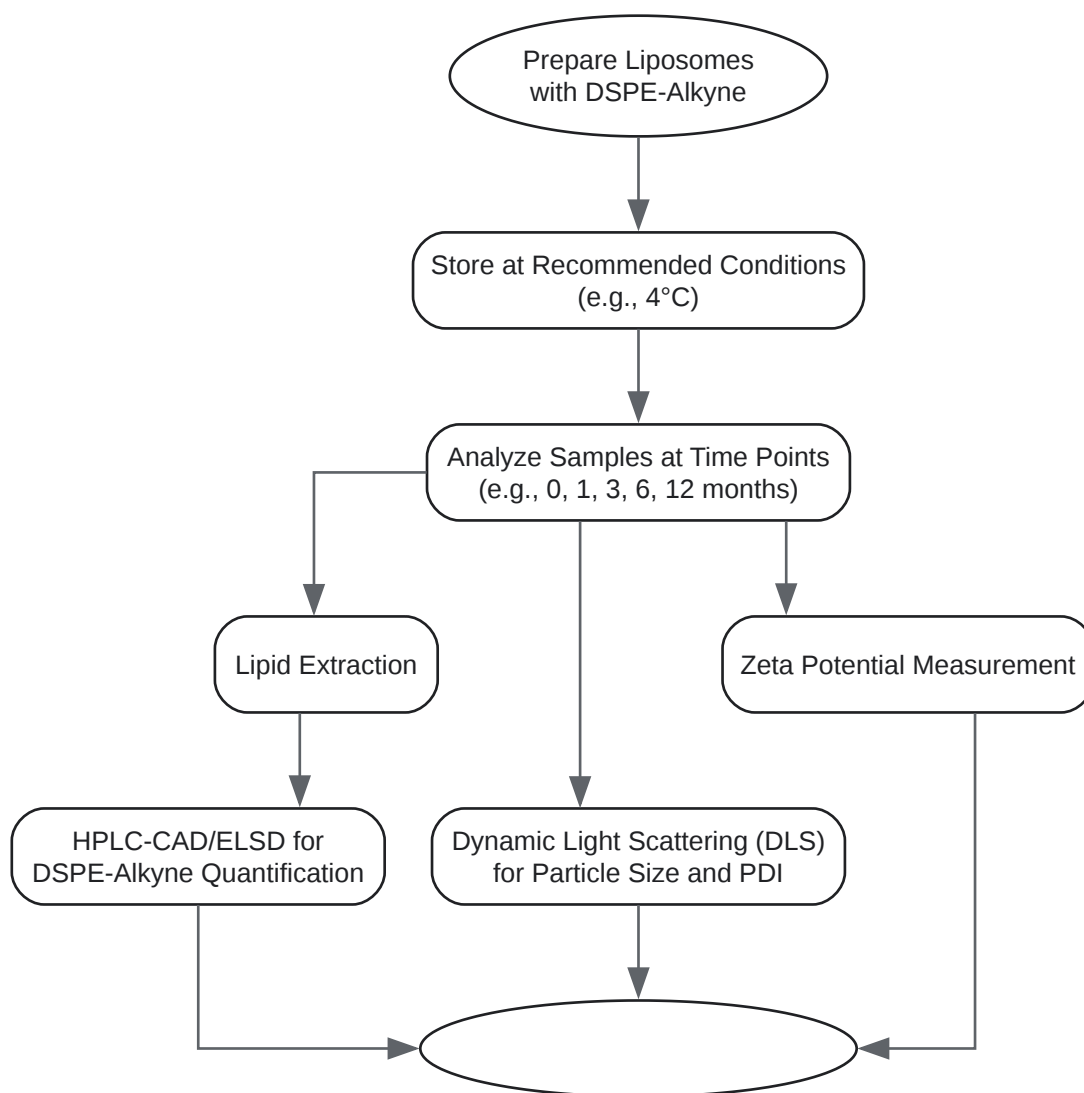 Prepare Liposomes
with DSPE-Alkyne
Store at Recommended Conditions
(e.g., 4°C)
Analyze Samples at Time Points
(e.g., 0, 1, 3, 6, 12 months)
Lipid Extraction
Zeta Potential Measurement
HPLC-CAD/ELSD for
DSPE-Alkyne Quantification
Dynamic Light Scattering (DLS)
for Particle Size and PDI